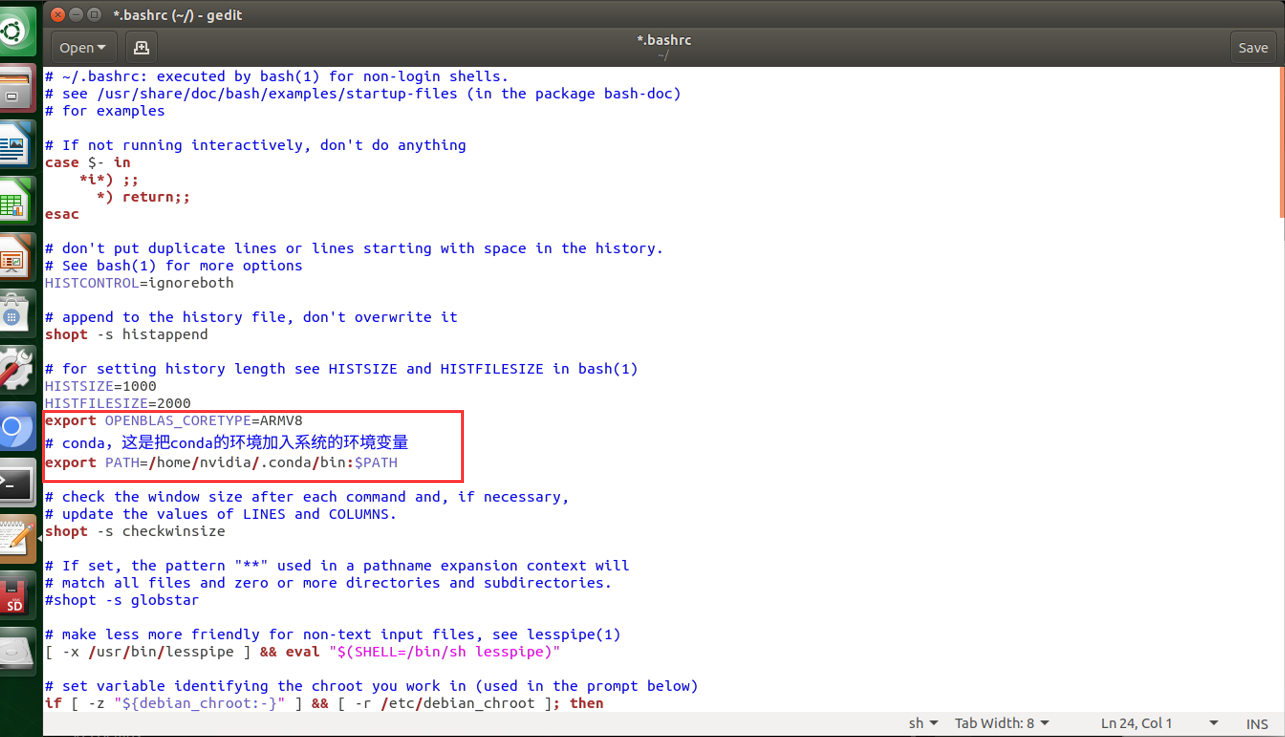 *.bashrc (~/) - gedit
Open
*.bashrc
~/
Save
# ~/.bashrc: executed by bash(1) for non-login shells.
# see /usr/share/doc/bash/examples/startup-files (in the package bash-doc)
# for examples
# If not running interactively, don't do anything
case $- in
    *i*) ;;
      *) return;;
esac
# don't put duplicate lines or lines starting with space in the history.
# See bash(1) for more options
HISTCONTROL=ignoreboth
# append to the history file, don't overwrite it
shopt -s histappend
# for setting history length see HISTSIZE and HISTFILESIZE in bash(1)
HISTSIZE=1000
HISTFILESIZE=2000
export OPENBLAS_CORETYPE=ARMV8
# conda，这是把conda的环境加入系统的环境变量
export PATH=/home/nvidia/.conda/bin:$PATH
# check the window size after each command and, if necessary,
# update the values of LINES and COLUMNS.
shopt -s checkwinsize
# If set, the pattern "**" used in a pathname expansion context will
# match all files and zero or more directories and subdirectories.
#shopt -s globstar
# make less more friendly for non-text input files, see lesspipe(1)
[ -x /usr/bin/lesspipe ] && eval "$(SHELL=/bin/sh lesspipe)"
# set variable identifying the chroot you work in (used in the prompt below)
if [ -z "${debian_chroot:-}" ] && [ -r /etc/debian_chroot ]; then
SD
sh
Tab Width: 8
Ln 24, Col 1
INS